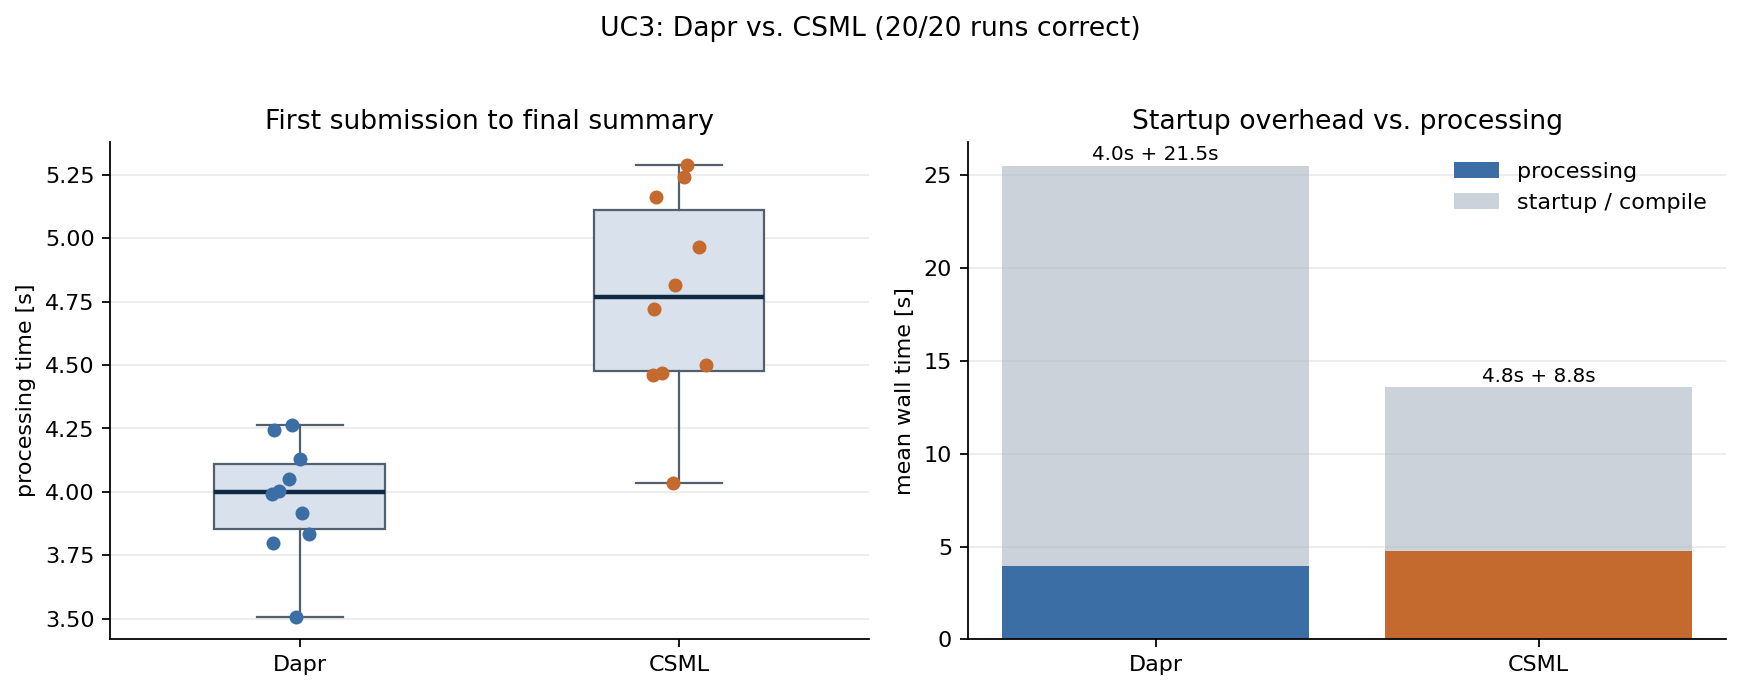 UC3: Dapr vs. CSML (20/20 runs correct)
First submission to final summary
processing time [s]
5.25
5.00
4.75
4.50
4.25
4.00
3.75
3.50
Dapr
CSML
Startup overhead vs. processing
mean wall time [s]
25
20
15
10
5
0
4.0s + 21.5s
4.8s + 8.8s
processing
startup / compile
Dapr
CSML